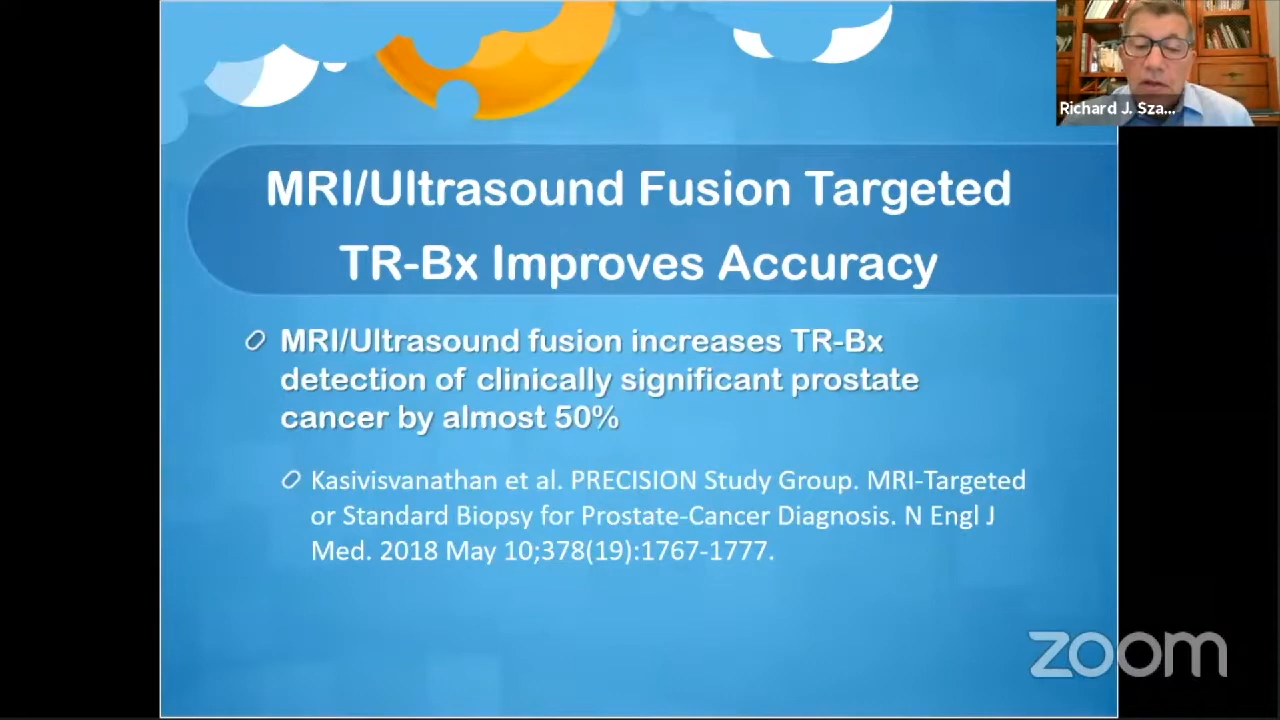 Richard J. Sza...
MRI/Ultrasound Fusion Targeted
TR-Bx Improves Accuracy
MRI/Ultrasound fusion increases TR-Bx
detection of clinically significant prostate
cancer by almost 50%
Kasivisvanathan et al. PRECISION Study Group. MRI-Targeted
or Standard Biopsy for Prostate-Cancer Diagnosis. N Engl J
Med. 2018 May 10;378(19):1767-1777.
zoom